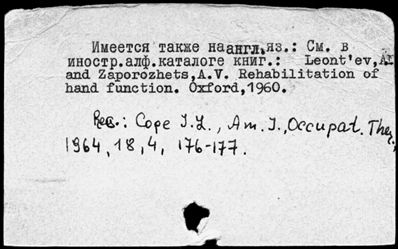 Имеется также на англ.яз.: См. в
иностр.алф.каталоге книг.: Leont'ev,
and Zaporozhets,A.V. Rehabilitation of
hand function. Oxford,1960.
Rec.: Cope I.L., Am. I., Occupat. Ther.,
1964, 18, 4, 176-177.